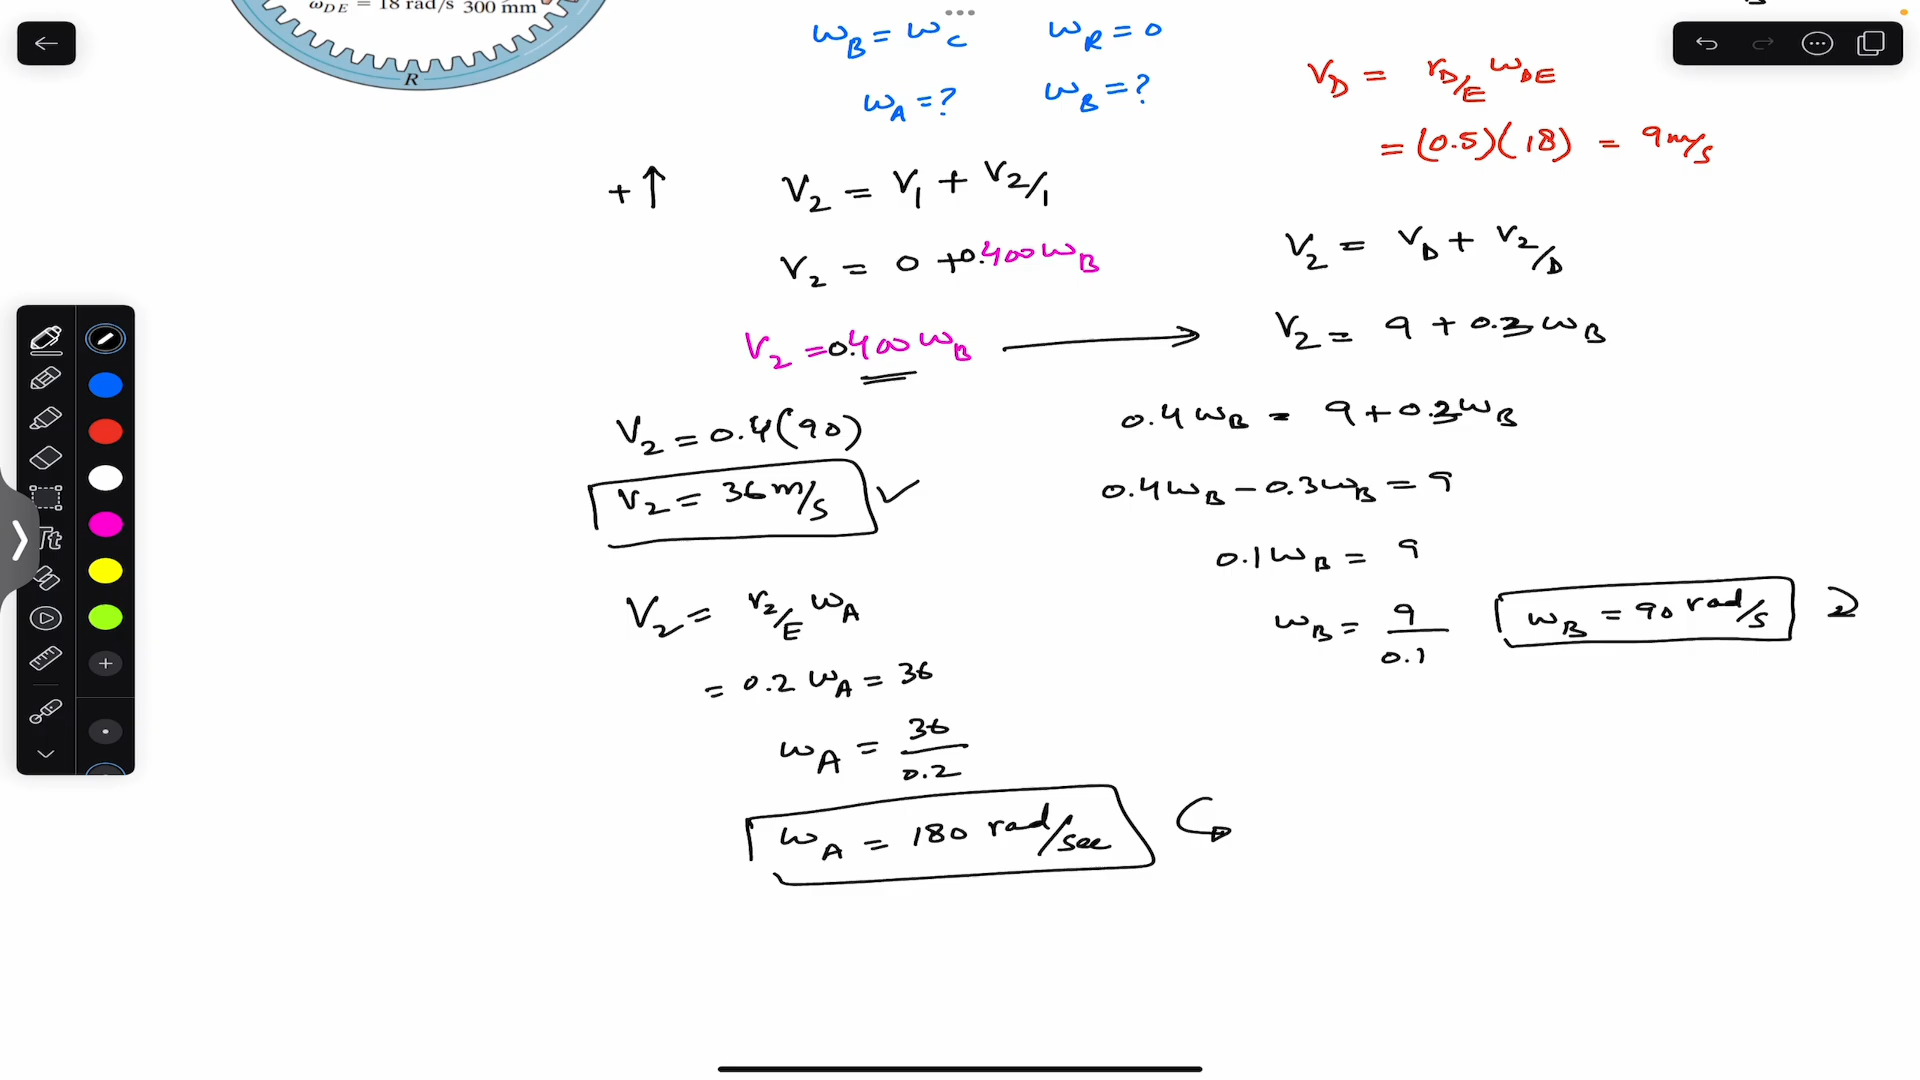 ω_DE = 18 rad/s 300 mm
R
ω_B = ω_C ω_R = 0
ω_A = ? ω_B = ?
V_D = r_D/E ω_DE
= (0.5)(18) = 9 m/s
+↑ V_2 = V_1 + V_2/1
V_2 = 0 + 0.400 ω_B
V_2 = 0.400 ω_B →
V_2 = 0.4(90)
V_2 = 36 m/s ✓
V_2 = r_2/E ω_A
= 0.2 ω_A = 36
ω_A = 36/0.2
ω_A = 180 rad/sec
V_2 = V_D + V_2/D
V_2 = 9 + 0.3 ω_B
0.4 ω_B = 9 + 0.3 ω_B
0.4 ω_B − 0.3 ω_B = 9
0.1 ω_B = 9
ω_B = 9/0.1
ω_B = 90 rad/s
Tt